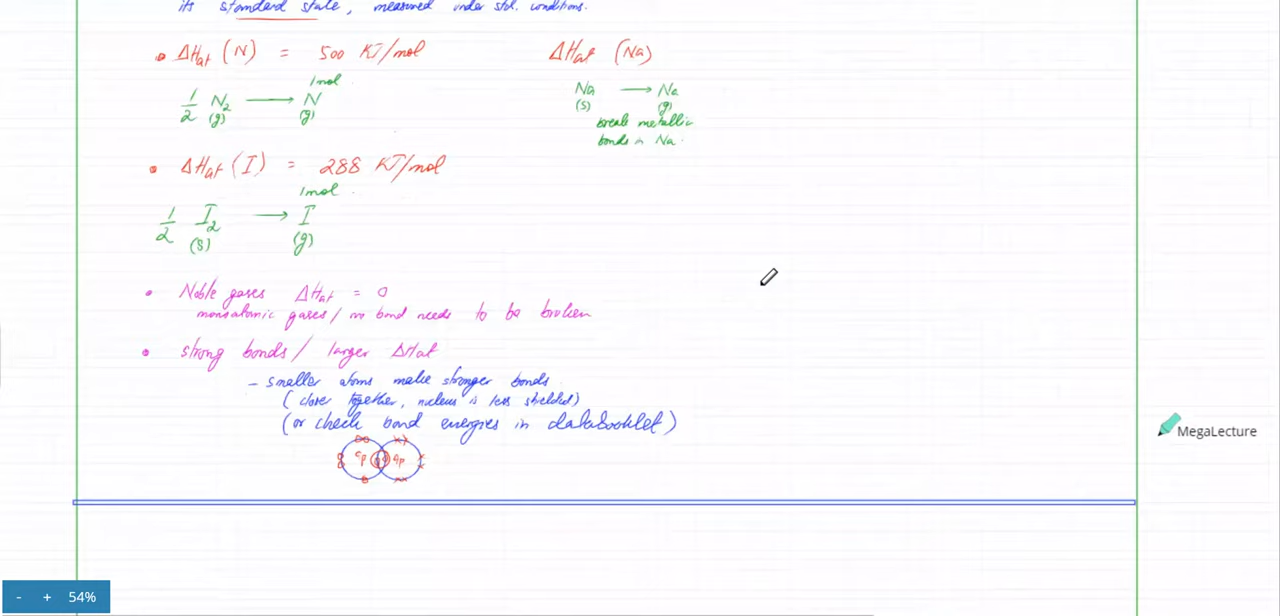 its standard state, measured under std. conditions.
• ΔHat (N) = 500 KJ/mol
1mol
1/2 N2 (g) → N (g)
ΔHat (Na)
Na (s) → Na (g)
break metallic
bonds in Na.
• ΔHat (I) = 288 KJ/mol
1mol
1/2 I2 (s) → I (g)
• Noble gases ΔHat = 0
monoatomic gases / no bond needs to be broken
• strong bonds / larger ΔHat
- smaller atoms make stronger bonds
(closer together, nucleus is less shielded)
(or check bond energies in databooklet)
9p 9p
MegaLecture
- + 54%